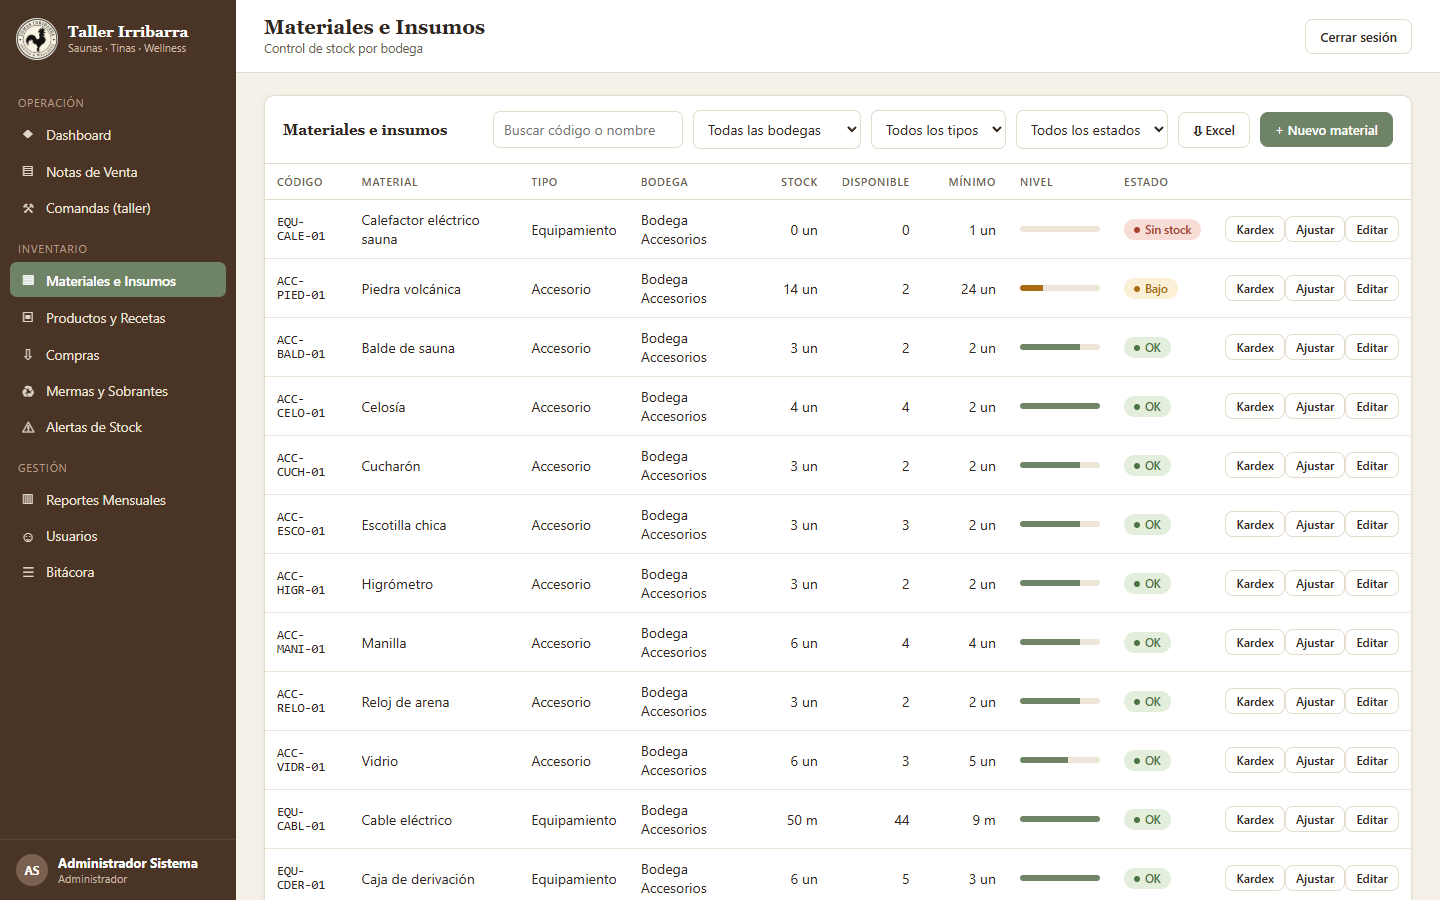 Taller Irribarra
Saunas · Tinas · Wellness
OPERACIÓN
Dashboard
Notas de Venta
Comandas (taller)
INVENTARIO
Materiales e Insumos
Productos y Recetas
Compras
Mermas y Sobrantes
Alertas de Stock
GESTIÓN
Reportes Mensuales
Usuarios
Bitácora
AS
Administrador Sistema
Administrador
Materiales e Insumos
Control de stock por bodega
Cerrar sesión
Materiales e insumos
Buscar código o nombre
Todas las bodegas
Todos los tipos
Todos los estados
⇩ Excel
+ Nuevo material
CÓDIGO MATERIAL TIPO BODEGA STOCK DISPONIBLE MÍNIMO NIVEL ESTADO
EQU-CALE-01 Calefactor eléctrico sauna Equipamiento Bodega Accesorios 0 un 0 1 un Sin stock Kardex Ajustar Editar
ACC-PIED-01 Piedra volcánica Accesorio Bodega Accesorios 14 un 2 24 un Bajo Kardex Ajustar Editar
ACC-BALD-01 Balde de sauna Accesorio Bodega Accesorios 3 un 2 2 un OK Kardex Ajustar Editar
ACC-CELO-01 Celosía Accesorio Bodega Accesorios 4 un 4 2 un OK Kardex Ajustar Editar
ACC-CUCH-01 Cucharón Accesorio Bodega Accesorios 3 un 2 2 un OK Kardex Ajustar Editar
ACC-ESCO-01 Escotilla chica Accesorio Bodega Accesorios 3 un 3 2 un OK Kardex Ajustar Editar
ACC-HIGR-01 Higrómetro Accesorio Bodega Accesorios 3 un 2 2 un OK Kardex Ajustar Editar
ACC-MANI-01 Manilla Accesorio Bodega Accesorios 6 un 4 4 un OK Kardex Ajustar Editar
ACC-RELO-01 Reloj de arena Accesorio Bodega Accesorios 3 un 2 2 un OK Kardex Ajustar Editar
ACC-VIDR-01 Vidrio Accesorio Bodega Accesorios 6 un 3 5 un OK Kardex Ajustar Editar
EQU-CABL-01 Cable eléctrico Equipamiento Bodega Accesorios 50 m 44 9 m OK Kardex Ajustar Editar
EQU-CDER-01 Caja de derivación Equipamiento Bodega Accesorios 6 un 5 3 un OK Kardex Ajustar Editar